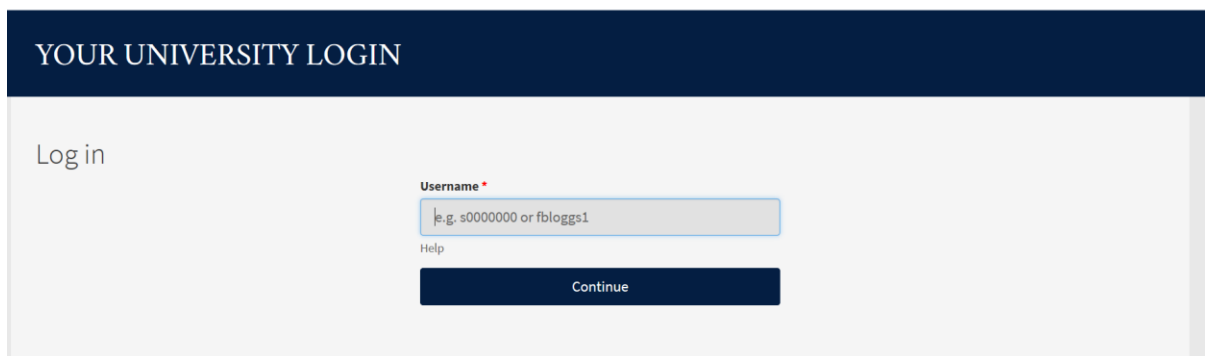 YOUR UNIVERSITY LOGIN
Log in
Username *
e.g. s0000000 or fbloggs1
Help
Continue